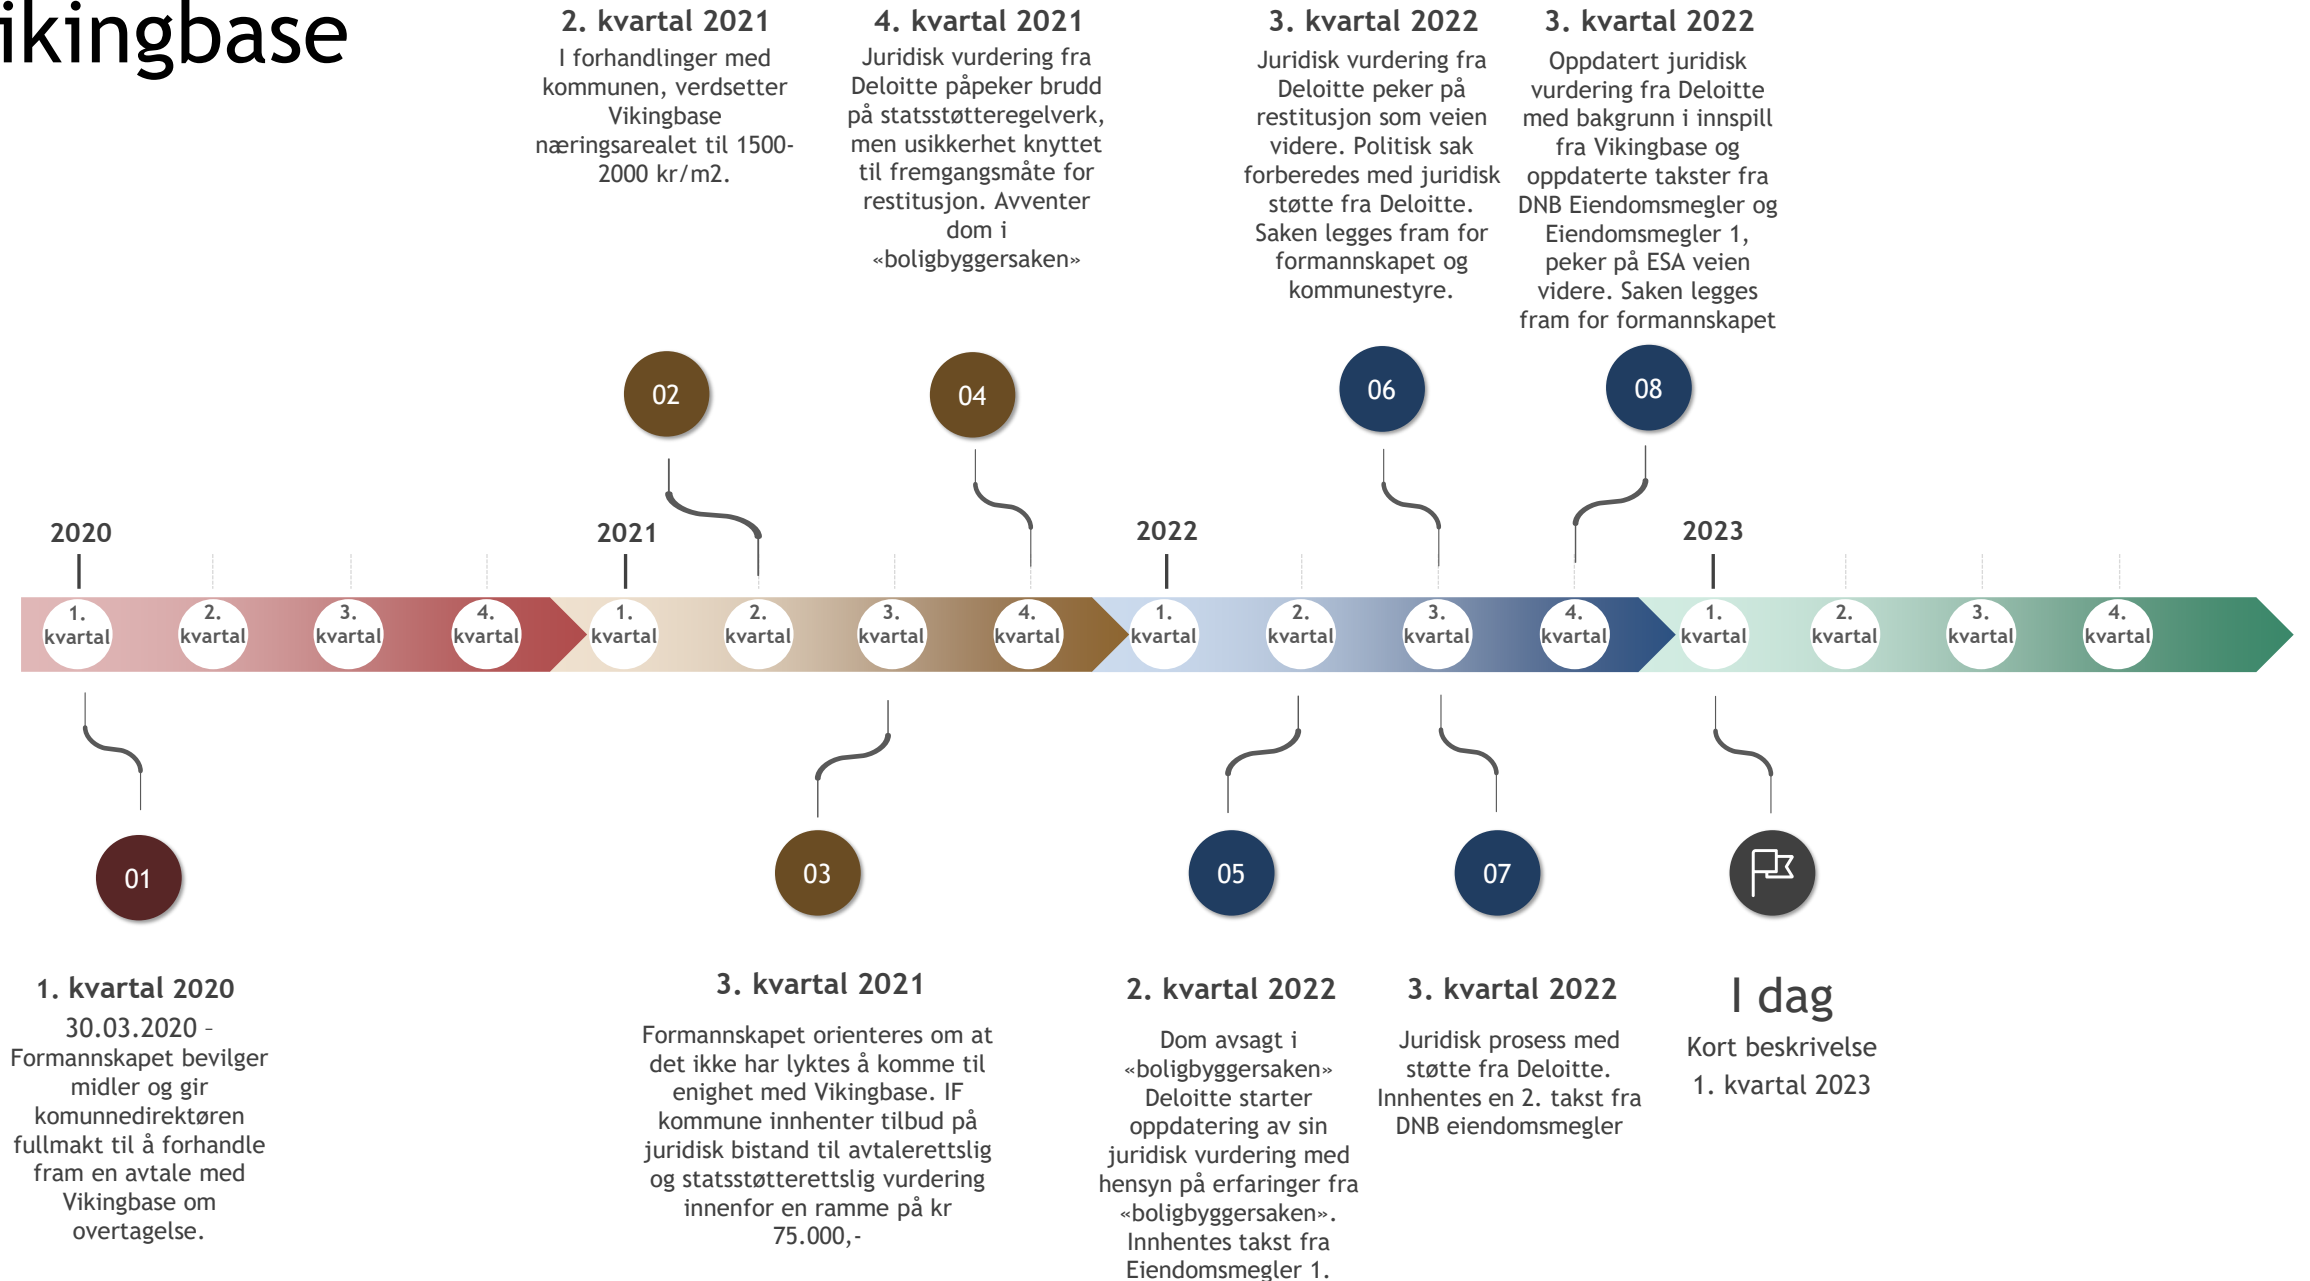 ikingbase
2. kvartal 2021
I forhandlinger med
kommunen, verdsetter
Vikingbase
næringsarealet til 1500-
2000 kr/m2.
4. kvartal 2021
Juridisk vurdering fra
Deloitte påpeker brudd
på statsstøtteregelverk,
men usikkerhet knyttet
til fremgangsmåte for
restitusjon. Avventer
dom i
«boligbyggersaken»
3. kvartal 2022
Juridisk vurdering fra
Deloitte peker på
restitusjon som veien
videre. Politisk sak
forberedes med juridisk
støtte fra Deloitte.
Saken legges fram for
formannskapet og
kommunestyre.
3. kvartal 2022
Oppdatert juridisk
vurdering fra Deloitte
med bakgrunn i innspill
fra Vikingbase og
oppdaterte takster fra
DNB Eiendomsmegler og
Eiendomsmegler 1,
peker på ESA veien
videre. Saken legges
fram for formannskapet
02
04
06
08
2020
2021
2022
2023
1.
kvartal
2.
kvartal
3.
kvartal
4.
kvartal
1.
kvartal
2.
kvartal
3.
kvartal
4.
kvartal
1.
kvartal
2.
kvartal
3.
kvartal
4.
kvartal
1.
kvartal
2.
kvartal
3.
kvartal
4.
kvartal
01
03
05
07
1. kvartal 2020
30.03.2020 –
Formannskapet bevilger
midler og gir
komunnedirektøren
fullmakt til å forhandle
fram en avtale med
Vikingbase om
overtagelse.
3. kvartal 2021
Formannskapet orienteres om at
det ikke har lyktes å komme til
enighet med Vikingbase. IF
kommune innhenter tilbud på
juridisk bistand til avtalerettslig
og statsstøtterettslig vurdering
innenfor en ramme på kr
75.000,-
2. kvartal 2022
Dom avsagt i
«boligbyggersaken»
Deloitte starter
oppdatering av sin
juridisk vurdering med
hensyn på erfaringer fra
«boligbyggersaken».
Innhentes takst fra
Eiendomsmegler 1.
3. kvartal 2022
Juridisk prosess med
støtte fra Deloitte.
Innhentes en 2. takst fra
DNB eiendomsmegler
I dag
Kort beskrivelse
1. kvartal 2023